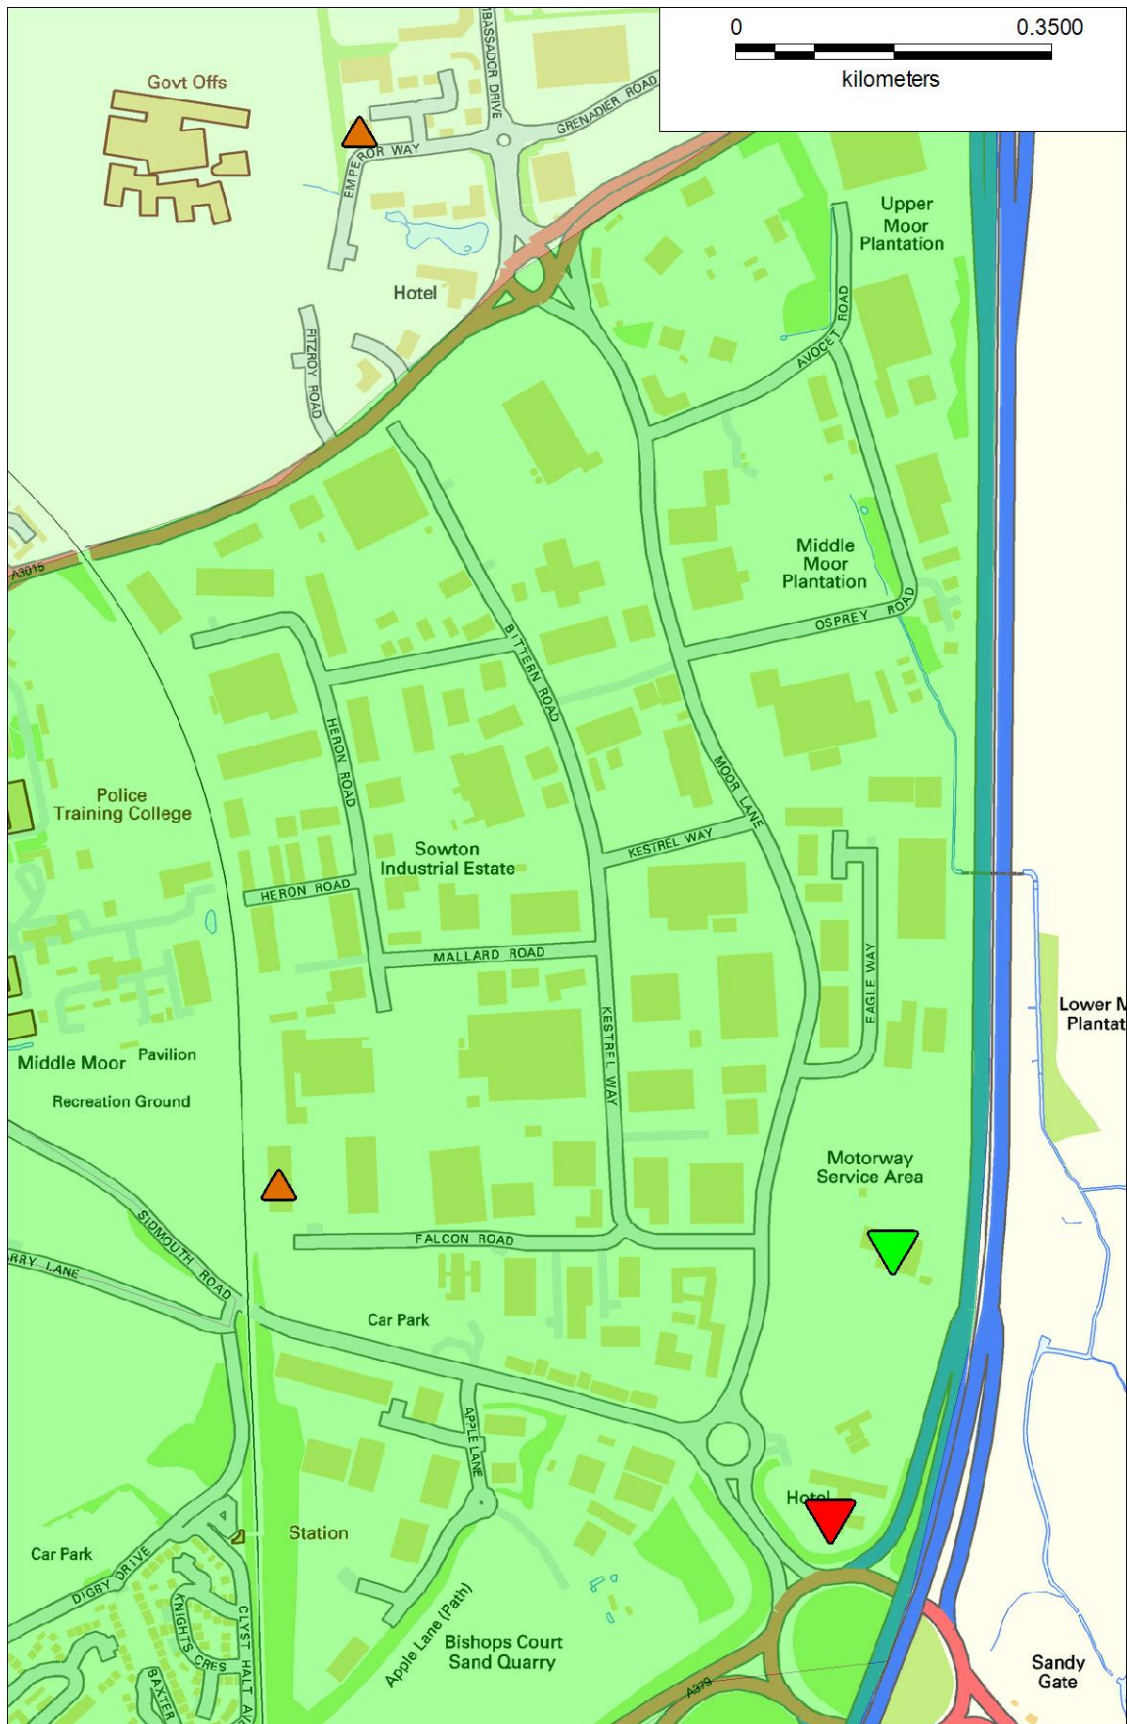 0 0.3500
kilometers
Govt Offs
AMBASSADOR DRIVE
GRENADIER ROAD
EMPEROR WAY
Upper
Moor
Plantation
Hotel
FITZROY ROAD
AVOCET ROAD
A3015
Middle
Moor
Plantation
OSPREY ROAD
BITTERN ROAD
HERON ROAD
MOOR LANE
Police
Training College
Sowton
Industrial Estate
KESTREL WAY
HERON ROAD
MALLARD ROAD
EAGLE WAY
KESTREL WAY
Lower M
Plantat
Middle Moor
Pavilion
Recreation Ground
Motorway
Service Area
SIDMOUTH ROAD
FALCON ROAD
RRY LANE
Car Park
APPLE LANE
Hotel
Station
Car Park
DIGBY DRIVE
KNIGHTS CRES
CLYST HALT AV
BAXTER
Apple Lane (Path)
Bishops Court
Sand Quarry
A379
Sandy
Gate